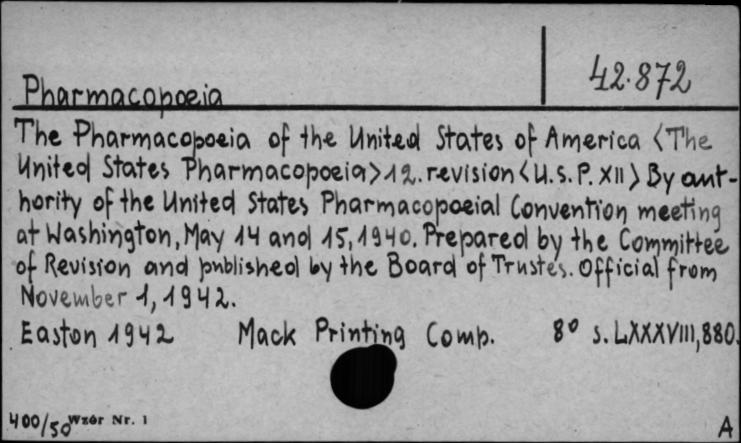 42.872
Pharmacopoeia
The Pharmacopoeia of the United States of America <The
United States Pharmacopoeia> 12. revision <U.S.P. XII> By aut-
hority of the United States Pharmacopoeial Convention meeting
at Washington, May 14 and 15, 1940. Prepared by the Committee
of Revision and published by the Board of Trustes. Official from
November 1, 1942.
Easton 1942 Mack Printing Comp. 8° s. LXXXVIII, 880.
400/50 Wzór Nr. 1 A